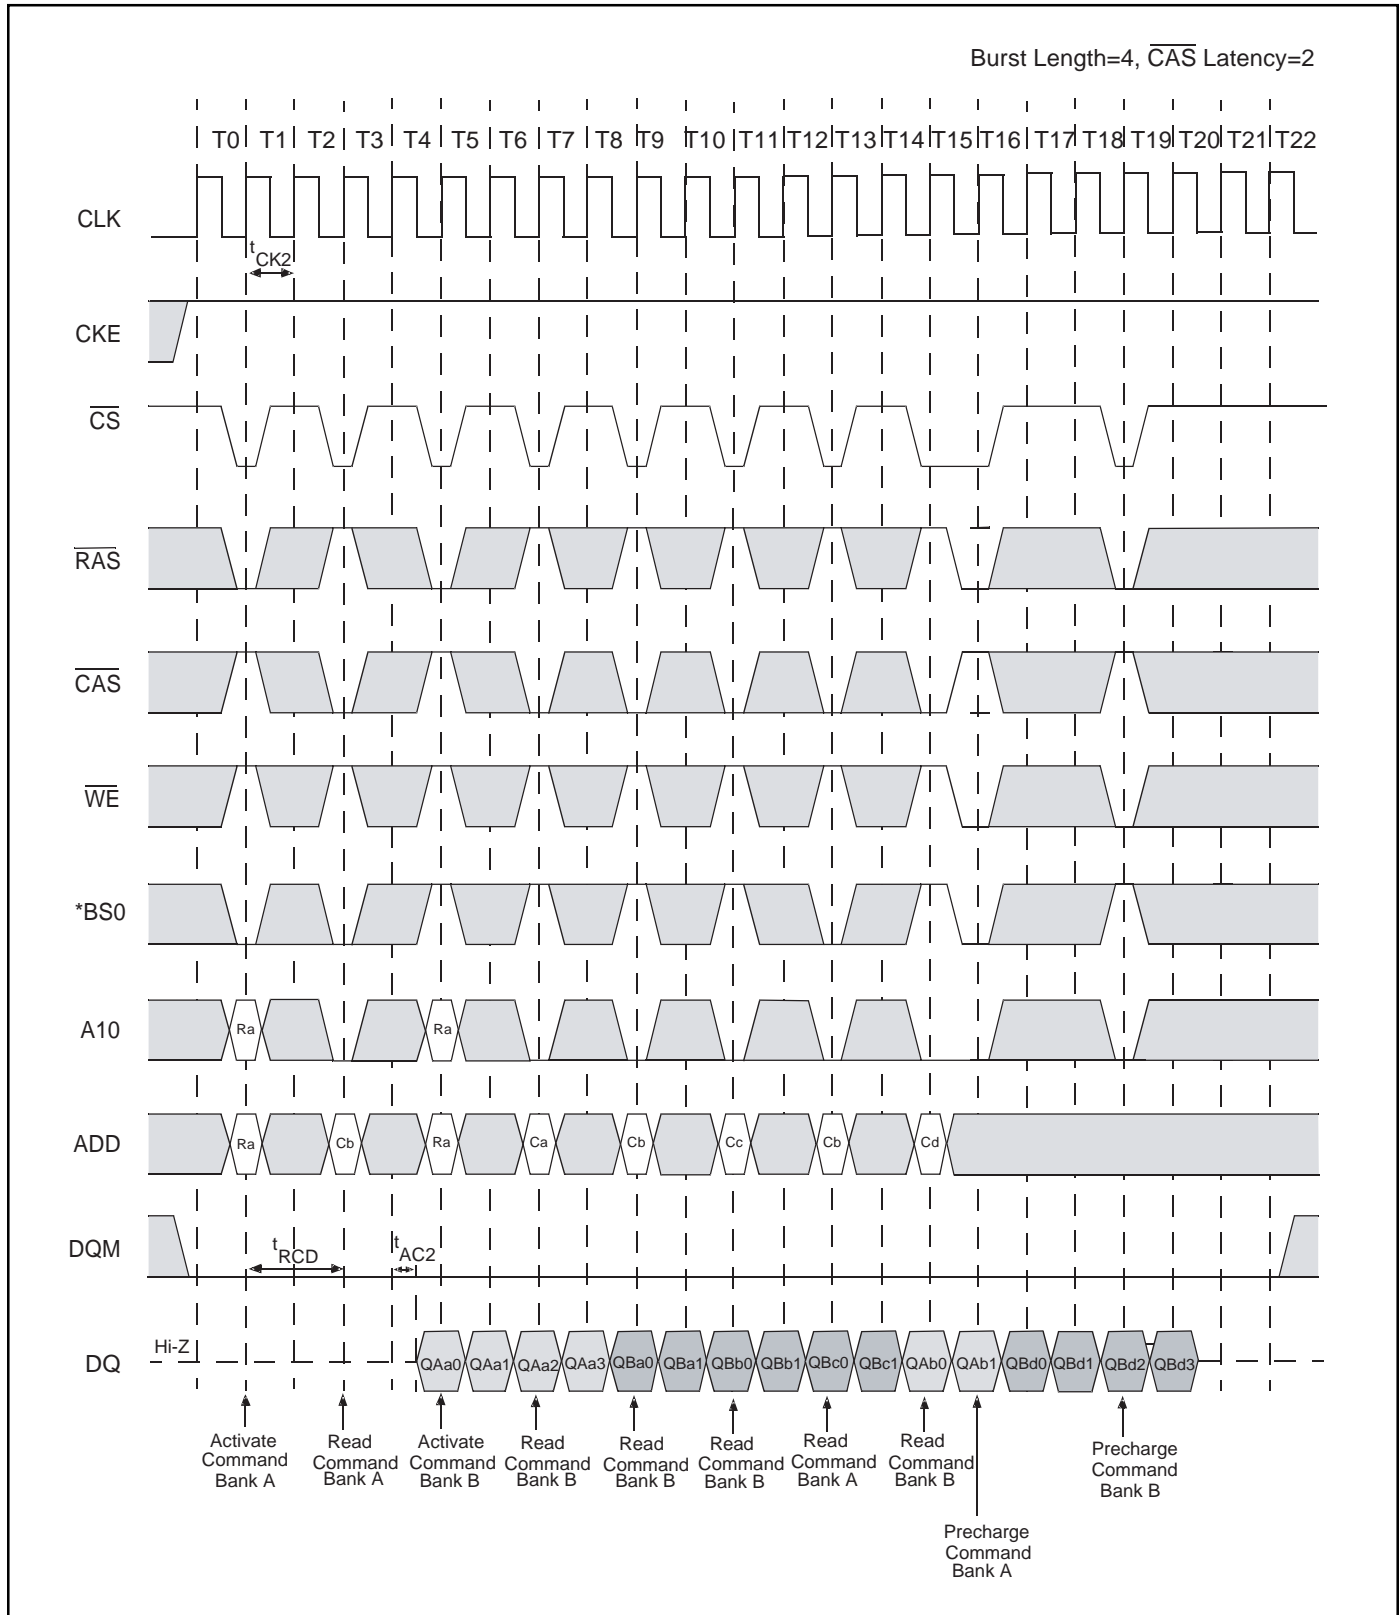 Burst Length=4, CAS Latency=2
T0 T1 T2 T3 T4 T5 T6 T7 T8 T9 T10 T11 T12 T13 T14 T15 T16 T17 T18 T19 T20 T21 T22
CLK
tCK2
CKE
CS
RAS
CAS
WE
*BS0
A10
Ra Ra
ADD
Ra Cb Ra Ca Cb Cc Cb Cd
DQM
tRCD
tAC2
Hi-Z
DQ
QAa0 QAa1 QAa2 QAa3 QBa0 QBa1 QBb0 QBb1 QBc0 QBc1 QAb0 QAb1 QBd0 QBd1 QBd2 QBd3
Activate
Command
Bank A
Read
Command
Bank A
Activate
Command
Bank B
Read
Command
Bank B
Read
Command
Bank B
Read
Command
Bank B
Read
Command
Bank A
Read
Command
Bank B
Precharge
Command
Bank B
Precharge
Command
Bank A